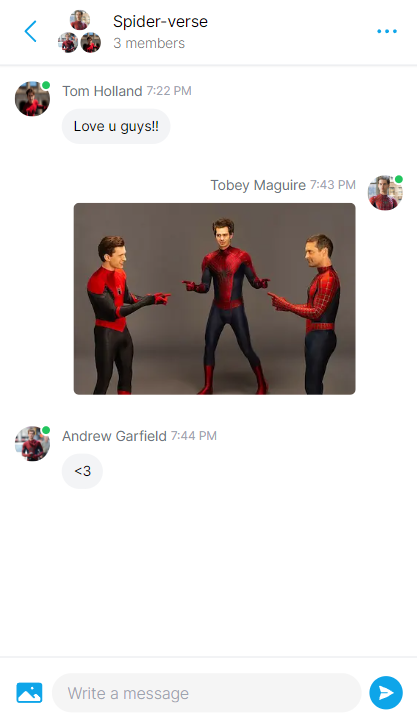 Spider-verse
3 members
Tom Holland 7:22 PM
Love u guys!!
Tobey Maguire 7:43 PM
Andrew Garfield 7:44 PM
<3
Write a message